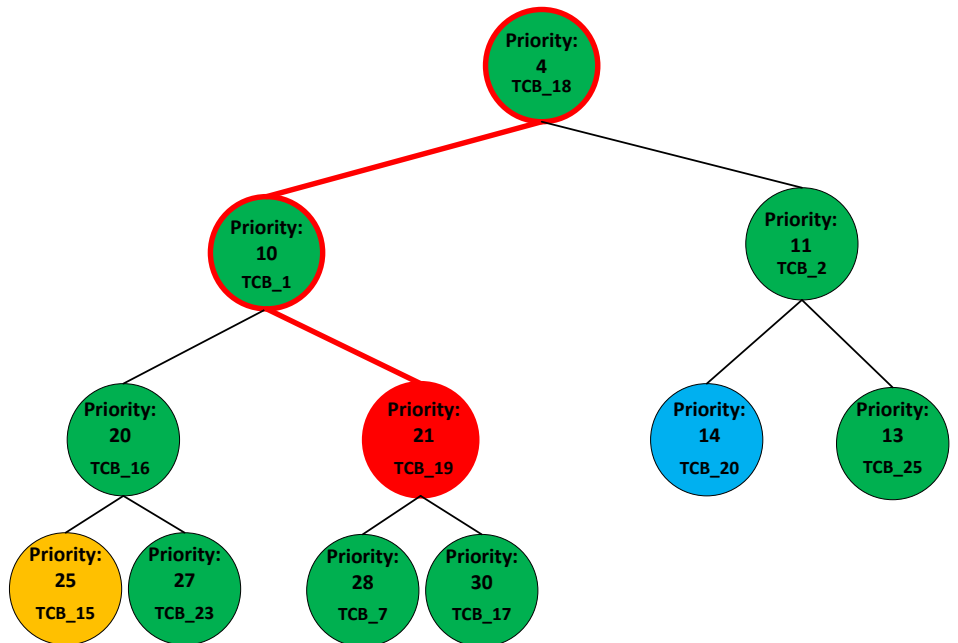 Priority:
4
TCB_18
Priority:
10
TCB_1
Priority:
11
TCB_2
Priority:
20
TCB_16
Priority:
21
TCB_19
Priority:
14
TCB_20
Priority:
13
TCB_25
Priority:
25
TCB_15
Priority:
27
TCB_23
Priority:
28
TCB_7
Priority:
30
TCB_17